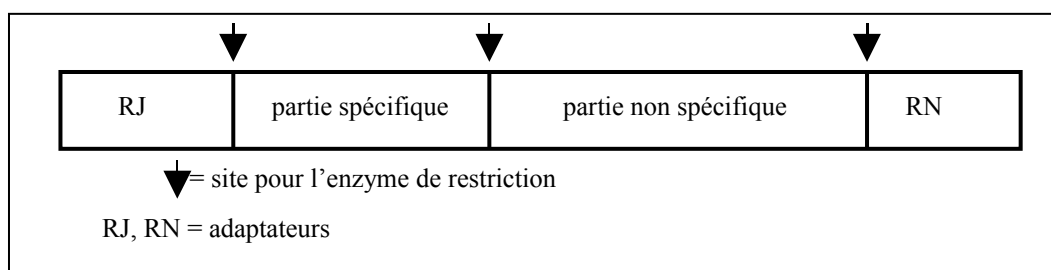 RJ partie spécifique partie non spécifique RN
= site pour l’enzyme de restriction
RJ, RN = adaptateurs